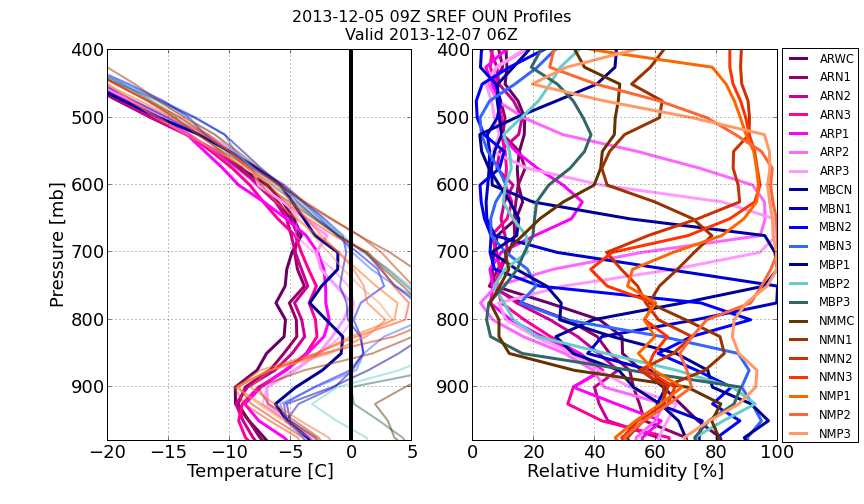 2013-12-05 09Z SREF OUN Profiles
Valid 2013-12-07 06Z
Pressure [mb]
400
500
600
700
800
900
−20 −15 −10 −5 0 5
Temperature [C]
400
500
600
700
800
900
0 20 40 60 80 100
Relative Humidity [%]
ARWC
ARN1
ARN2
ARN3
ARP1
ARP2
ARP3
MBCN
MBN1
MBN2
MBN3
MBP1
MBP2
MBP3
NMMC
NMN1
NMN2
NMN3
NMP1
NMP2
NMP3